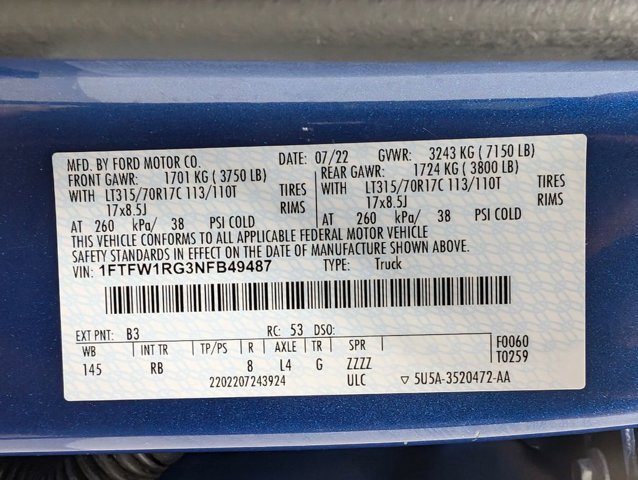 MFD. BY FORD MOTOR CO. DATE: 07/22 GVWR: 3243 KG ( 7150 LB)
FRONT GAWR: 1701 KG ( 3750 LB) REAR GAWR: 1724 KG ( 3800 LB)
WITH LT315/70R17C 113/110T TIRES WITH LT315/70R17C 113/110T TIRES
17x8.5J RIMS 17x8.5J RIMS
AT 260 kPa/ 38 PSI COLD AT 260 kPa/ 38 PSI COLD
THIS VEHICLE CONFORMS TO ALL APPLICABLE FEDERAL MOTOR VEHICLE
SAFETY STANDARDS IN EFFECT ON THE DATE OF MANUFACTURE SHOWN ABOVE.
VIN: 1FTFW1RG3NFB49487 TYPE: Truck
EXT PNT: B3 RC: 53 DSO: F0060
WB INT TR TP/PS R AXLE TR SPR T0259
145 RB 8 L4 G ZZZZ
2202207243924 ULC ▽ 5U5A-3520472-AA